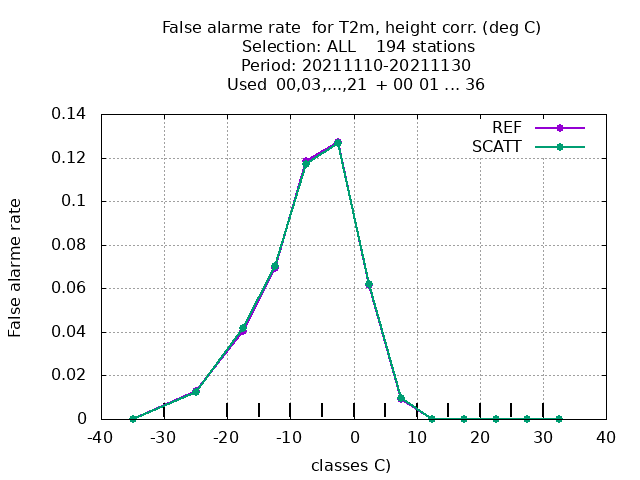 False alarme rate  for T2m, height corr. (deg C)
Selection: ALL    194 stations
Period: 20211110-20211130
Used  00,03,...,21  + 00 01 ... 36
REF
SCATT
0.14
0.12
0.1
0.08
0.06
0.04
0.02
0
False alarme rate
-40 -30 -20 -10 0 10 20 30 40
classes C)